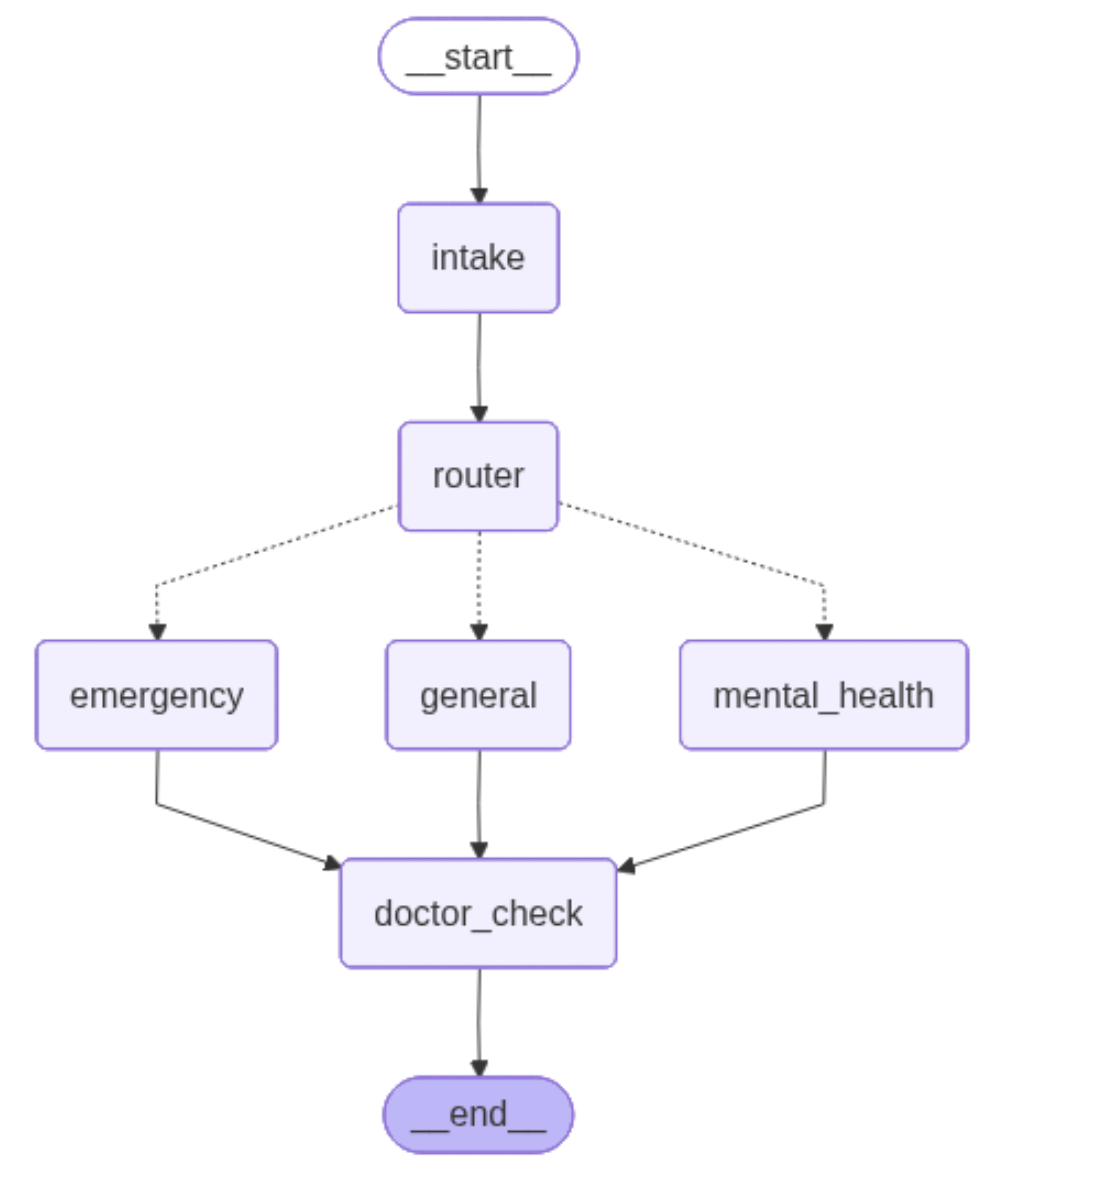 __start__
intake
router
emergency
general
mental_health
doctor_check
__end__